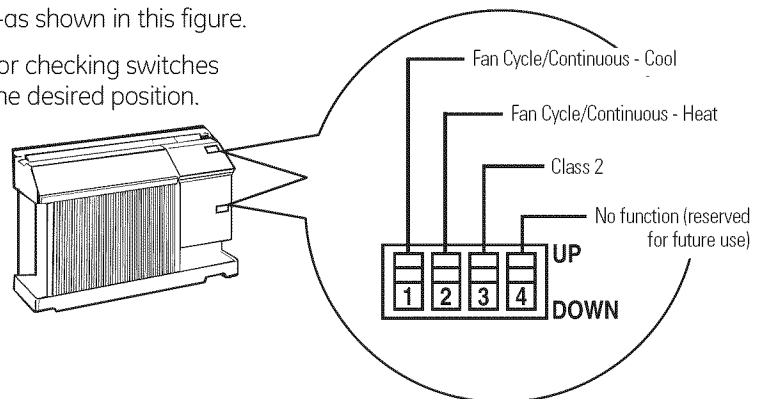 -as shown in this figure.
or checking switches
he desired position.
Fan Cycle/Continuous - Cool
Fan Cycle/Continuous - Heat
Class 2
No function (reserved
for future use)
UP
1 2 3 4
DOWN